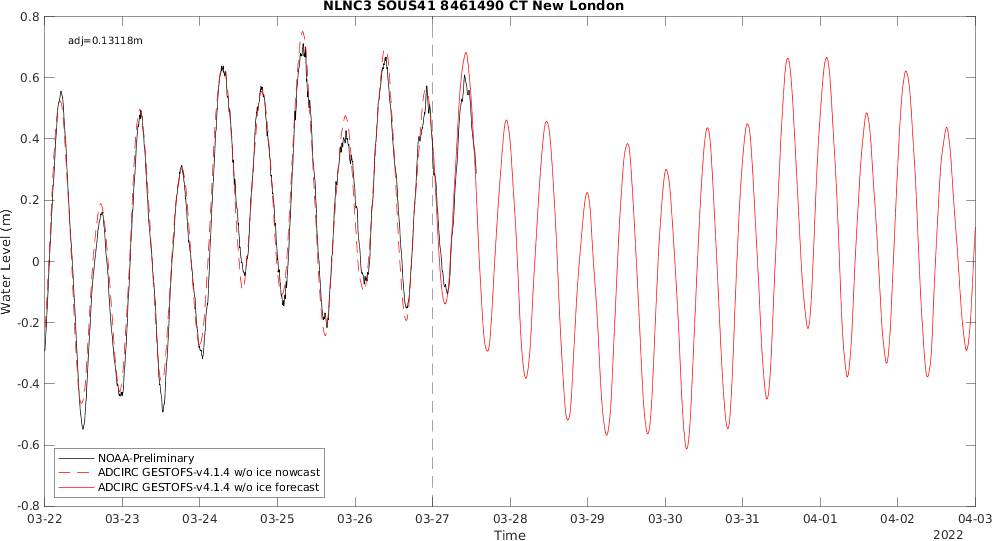 NLNC3 SOUS41 8461490 CT New London
adj=0.13118m
0.8
0.6
0.4
0.2
0
-0.2
-0.4
-0.6
-0.8
Water Level (m)
NOAA-Preliminary
ADCIRC GESTOFS-v4.1.4 w/o ice nowcast
ADCIRC GESTOFS-v4.1.4 w/o ice forecast
03-22 03-23 03-24 03-25 03-26 03-27 03-28 03-29 03-30 03-31 04-01 04-02 04-03
Time
2022